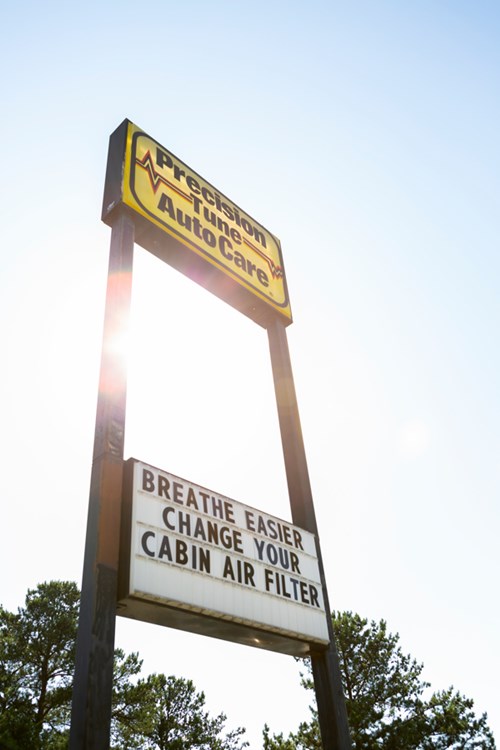 Precision
Tune
AutoCare
BREATHE EASIER
CHANGE YOUR
CABIN AIR FILTER